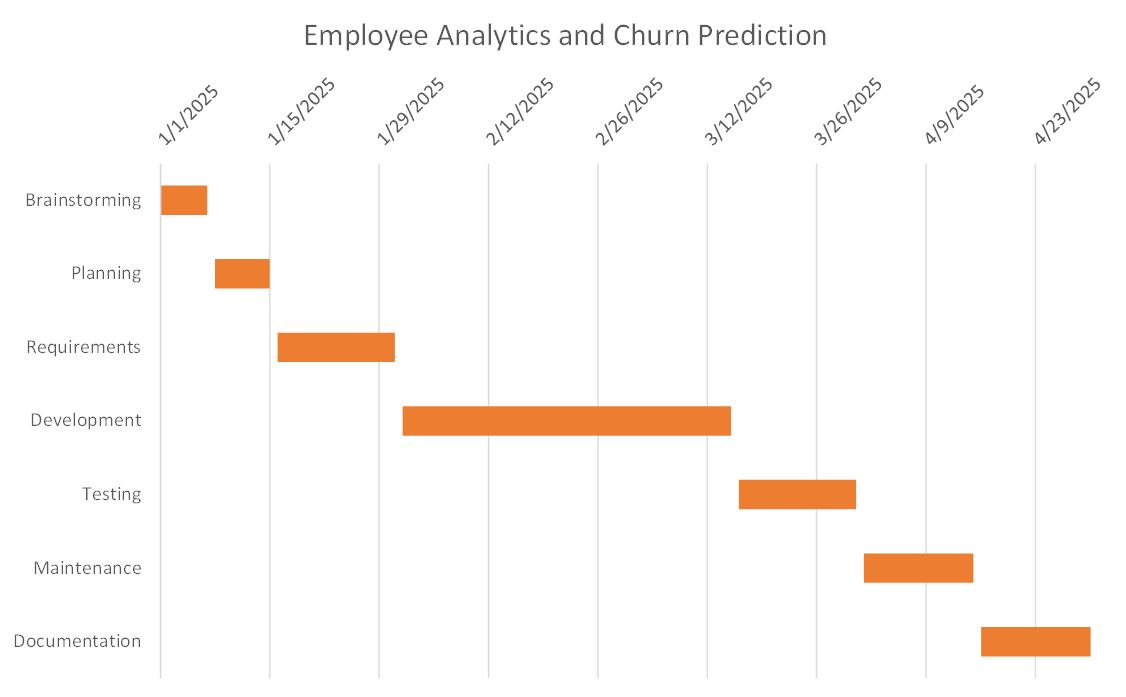 Employee Analytics and Churn Prediction
1/1/2025
1/15/2025
1/29/2025
2/12/2025
2/26/2025
3/12/2025
3/26/2025
4/9/2025
4/23/2025
Brainstorming
Planning
Requirements
Development
Testing
Maintenance
Documentation